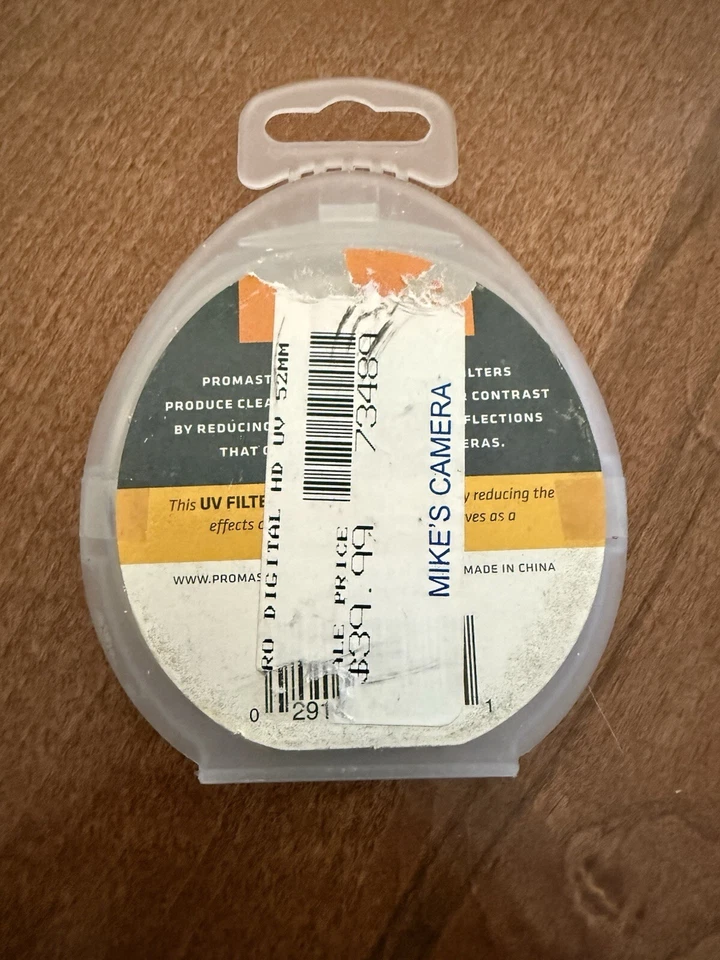 PROMAST
ILTERS
PRODUCE CLEA
CONTRAST
BY REDUCING
FLECTIONS
THAT
ERAS.
This UV FILTE
y reducing the
effects
ves as a
WWW.PROMAS
MADE IN CHINA
RO DIGITAL HD UV 52MM
73489
ALE PRICE
$39.99
MIKE'S CAMERA
0 291
1